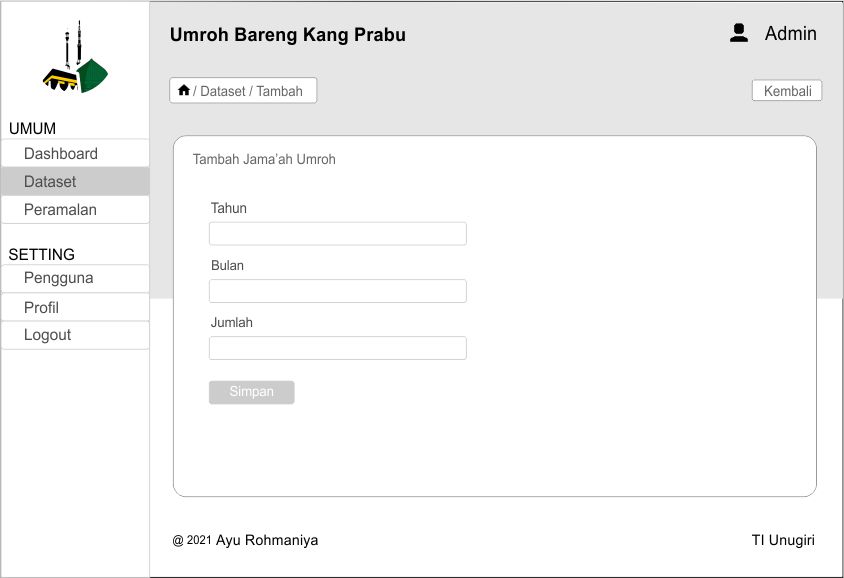 Umroh Bareng Kang Prabu
Admin
/ Dataset / Tambah
Kembali
UMUM
Dashboard
Dataset
Peramalan
SETTING
Pengguna
Profil
Logout
Tambah Jama'ah Umroh
Tahun
Bulan
Jumlah
Simpan
@ 2021 Ayu Rohmaniya
TI Unugiri